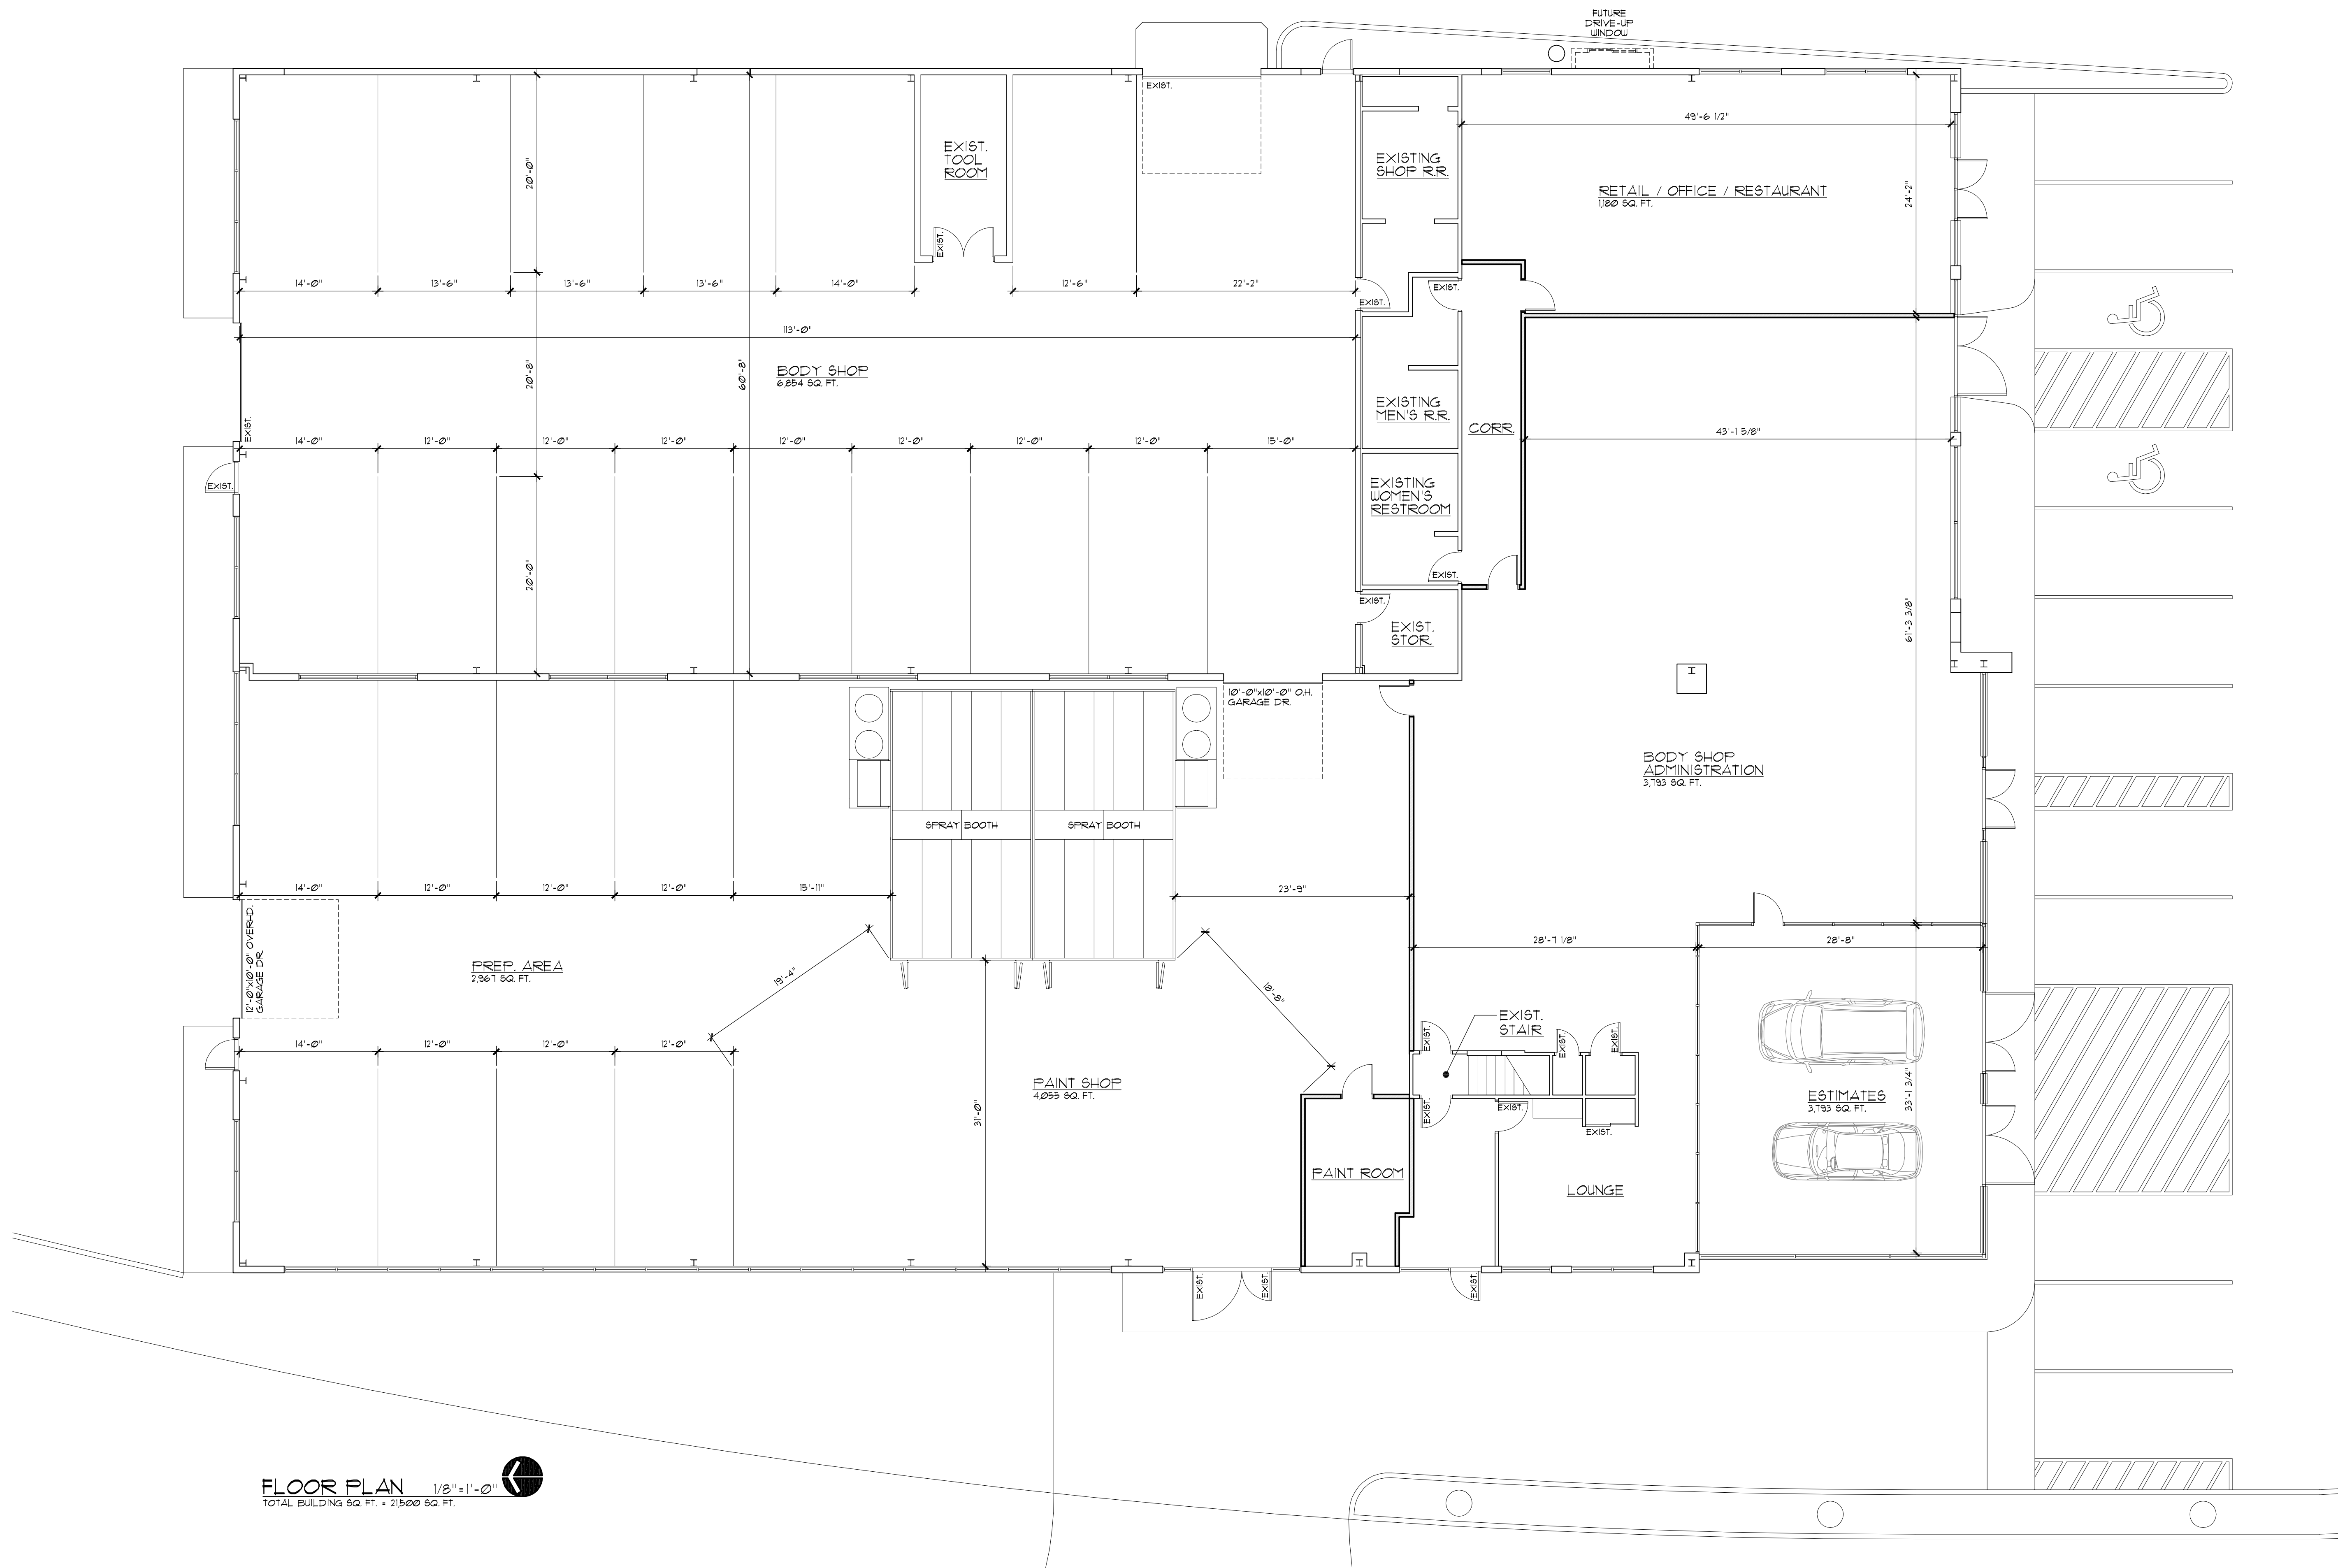 FUTURE
DRIVE-UP
WINDOW
EXIST.
49'-6 1/2"
EXIST.
TOOL
ROOM
EXISTING
SHOP R.R.
20'-0"
RETAIL / OFFICE / RESTAURANT
1,180 SQ. FT.
24'-2"
EXIST.
14'-0"
13'-6"
13'-6"
13'-6"
14'-0"
12'-6"
22'-2"
EXIST.
EXIST.
113'-0"
BODY SHOP
6,854 SQ. FT.
20'-8"
60'-8"
EXISTING
MEN'S R.R.
CORR.
43'-1 5/8"
EXIST.
14'-0"
12'-0"
12'-0"
12'-0"
12'-0"
12'-0"
12'-0"
12'-0"
15'-0"
EXIST.
EXISTING
WOMEN'S
RESTROOM
20'-0"
EXIST.
EXIST.
EXIST.
STOR.
61'-3 3/8"
10'-0"x10'-0" O.H.
GARAGE DR.
BODY SHOP
ADMINISTRATION
3,793 SQ. FT.
SPRAY BOOTH
SPRAY BOOTH
14'-0"
12'-0"
12'-0"
12'-0"
15'-11"
23'-9"
12'-0"x10'-0" OVERHD.
GARAGE DR.
28'-7 1/8"
28'-8"
PREP. AREA
2,967 SQ. FT.
19'-4"
18'-8"
EXIST.
STAIR
EXIST.
EXIST.
EXIST.
14'-0"
12'-0"
12'-0"
12'-0"
PAINT SHOP
4,055 SQ. FT.
31'-0"
EXIST.
EXIST.
EXIST.
ESTIMATES
3,793 SQ. FT.
33'-1 3/4"
PAINT ROOM
LOUNGE
EXIST.
EXIST.
EXIST.
FLOOR PLAN 1/8"=1'-0"
TOTAL BUILDING SQ. FT. = 21,500 SQ. FT.